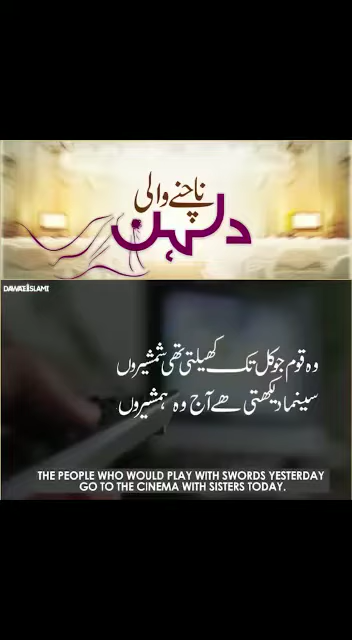 ناچنے والی
دلہن
DAWATEISLAMI
وہ قوم جو کل تک کھیلتی تھی شمشیروں
سینما دیکھتی ھے آج وہ ہمشیروں
THE PEOPLE WHO WOULD PLAY WITH SWORDS YESTERDAY
GO TO THE CINEMA WITH SISTERS TODAY.